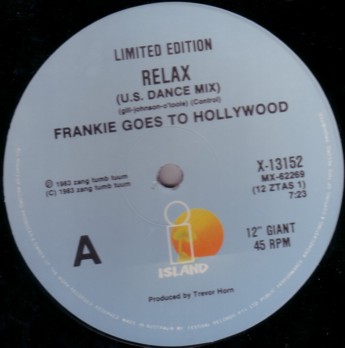 LIMITED EDITION
RELAX
(U.S. DANCE MIX)
(gill-johnson-o'toole) (Control)
FRANKIE GOES TO HOLLYWOOD
X-13152
MX-62269
(12 ZTAS 1)
7:23
℗ 1983 zang tumb tuum
(C) 1983 zang tumb tuum
A
12" GIANT
45 RPM
ISLAND
Produced by Trevor Horn